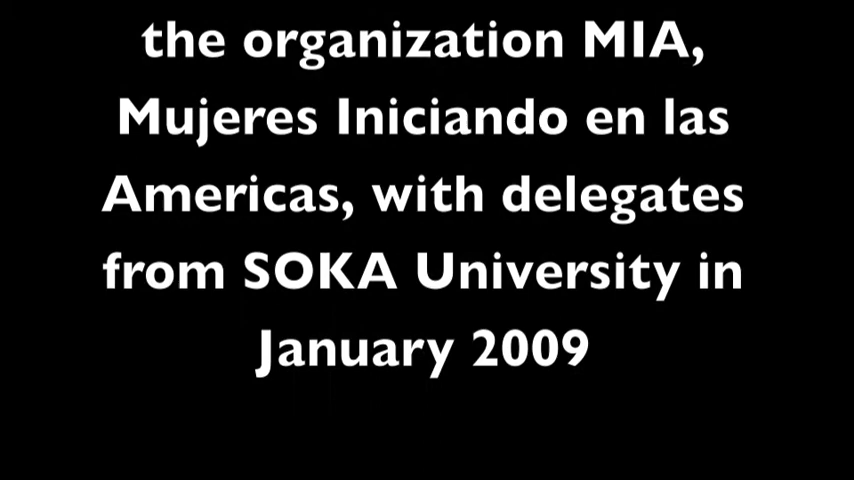 the organization MIA,
Mujeres Iniciando en las
Americas, with delegates
from SOKA University in
January 2009